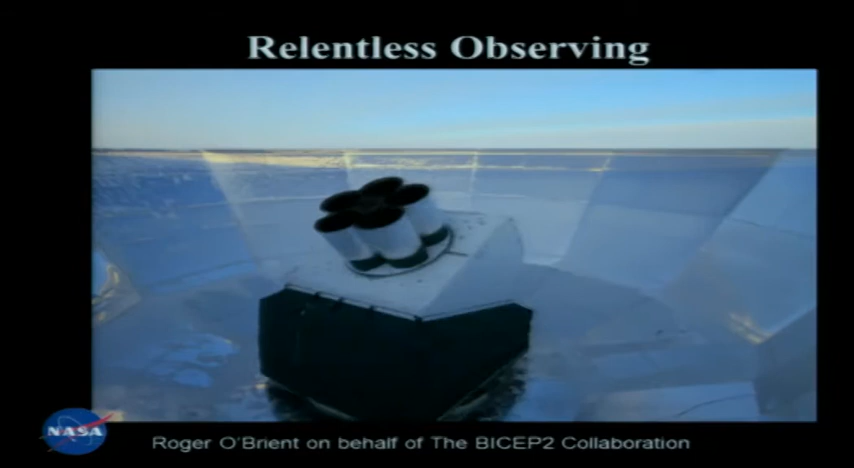 Relentless Observing
NASA
Roger O'Brient on behalf of The BICEP2 Collaboration